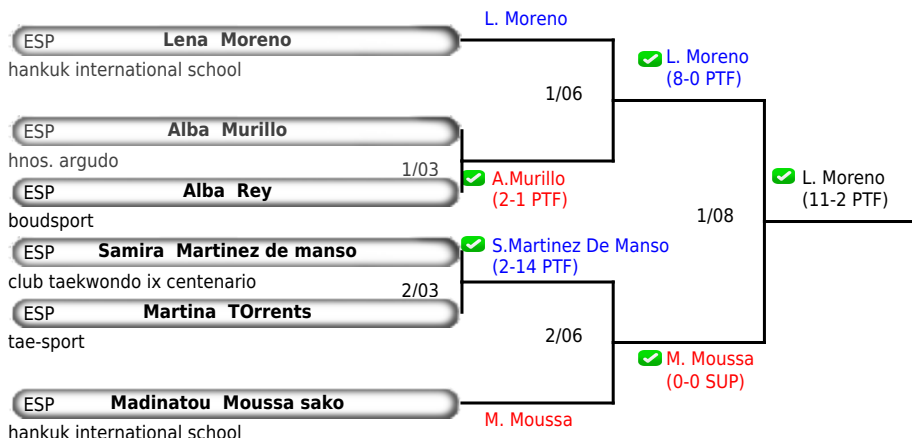 L. Moreno
ESP Lena Moreno
hankuk international school
L. Moreno
(8-0 PTF)
1/06
ESP Alba Murillo
hnos. argudo
1/03
A.Murillo
(2-1 PTF)
L. Moreno
(11-2 PTF)
ESP Alba Rey
boudsport
1/08
ESP Samira Martinez de manso
club taekwondo ix centenario
S.Martinez De Manso
(2-14 PTF)
2/03
ESP Martina TOrrents
tae-sport
2/06
M. Moussa
(0-0 SUP)
ESP Madinatou Moussa sako
hankuk international school
M. Moussa